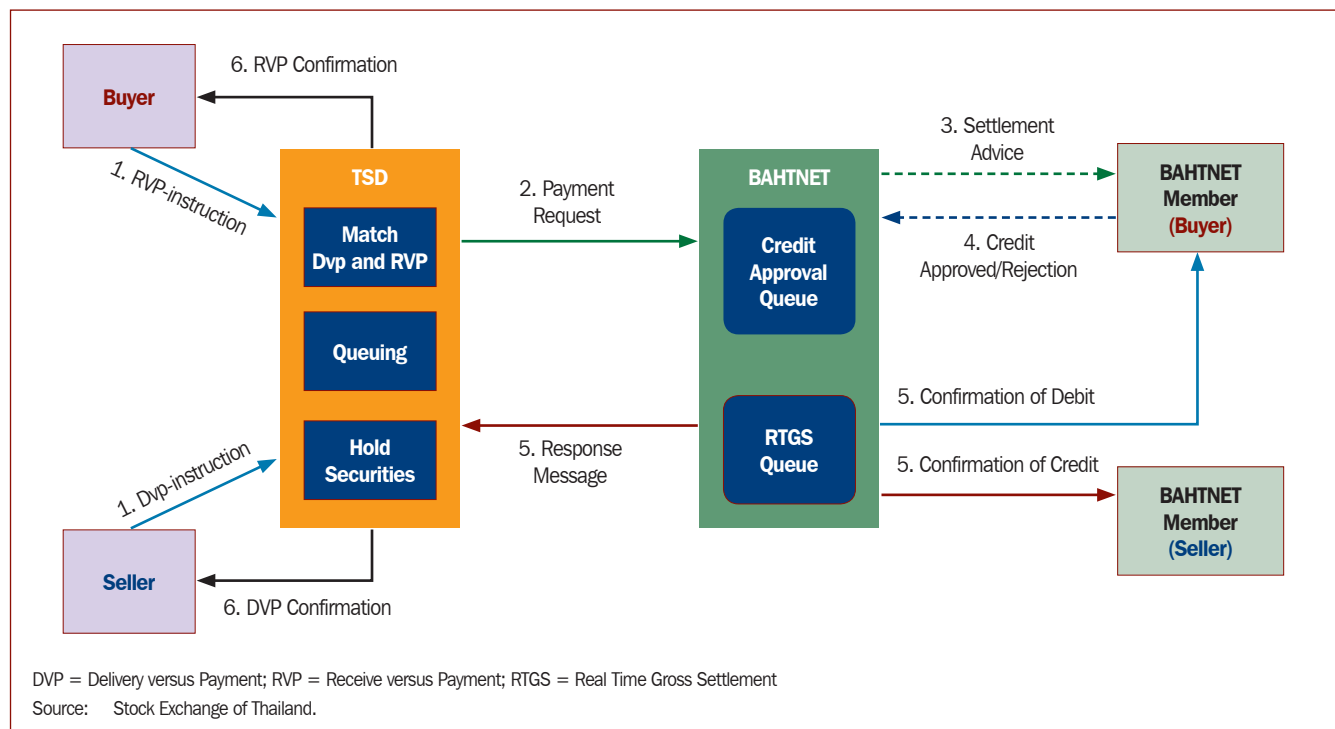 6. RVP Confirmation
Buyer
1. RVP-instruction
TSD
Match
Dvp and RVP
Queuing
Hold
Securities
2. Payment
Request
BAHTNET
Credit
Approval
Queue
RTGS
Queue
3. Settlement
Advice
4. Credit
Approved/Rejection
BAHTNET
Member
(Buyer)
5. Response
Message
5. Confirmation of Debit
5. Confirmation of Credit
BAHTNET
Member
(Seller)
1. Dvp-instruction
Seller
6. DVP Confirmation
DVP = Delivery versus Payment; RVP = Receive versus Payment; RTGS = Real Time Gross Settlement
Source: Stock Exchange of Thailand.